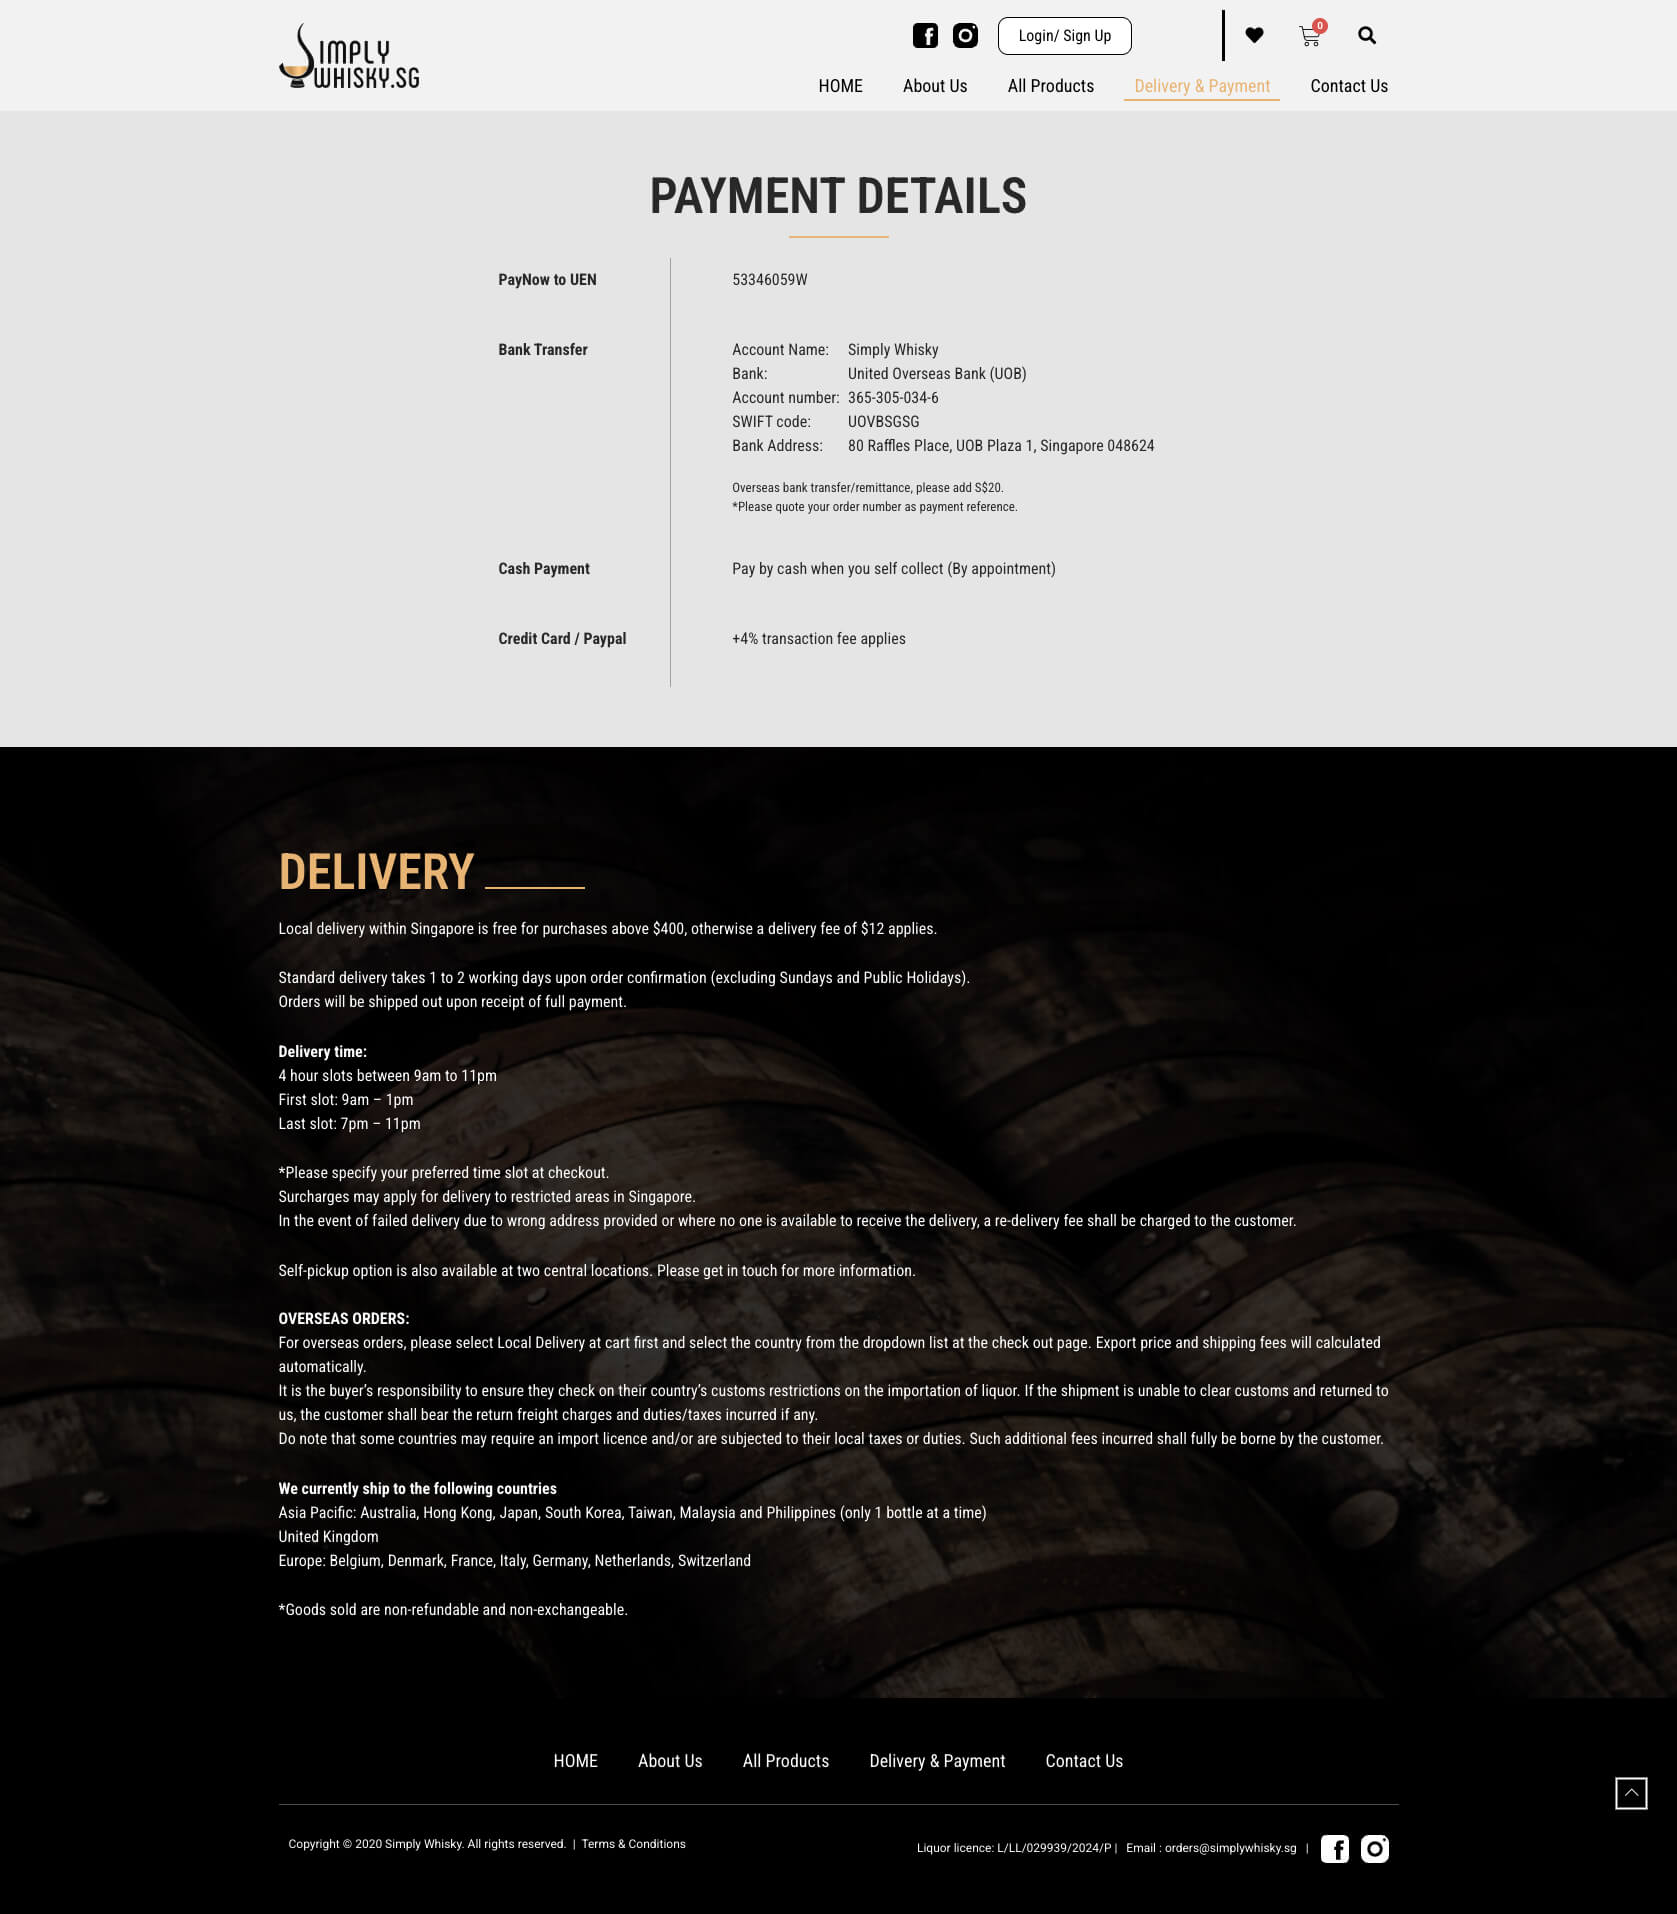 SIMPLY
WHISKY.SG
Login/ Sign Up
0
HOME
About Us
All Products
Delivery & Payment
Contact Us
PAYMENT DETAILS
PayNow to UEN
53346059W
Bank Transfer
Account Name: Simply Whisky
Bank: United Overseas Bank (UOB)
Account number: 365-305-034-6
SWIFT code: UOVBSGSG
Bank Address: 80 Raffles Place, UOB Plaza 1, Singapore 048624
Overseas bank transfer/remittance, please add S$20.
*Please quote your order number as payment reference.
Cash Payment
Pay by cash when you self collect (By appointment)
Credit Card / Paypal
+4% transaction fee applies
DELIVERY
Local delivery within Singapore is free for purchases above $400, otherwise a delivery fee of $12 applies.
Standard delivery takes 1 to 2 working days upon order confirmation (excluding Sundays and Public Holidays).
Orders will be shipped out upon receipt of full payment.
Delivery time:
4 hour slots between 9am to 11pm
First slot: 9am – 1pm
Last slot: 7pm – 11pm
*Please specify your preferred time slot at checkout.
Surcharges may apply for delivery to restricted areas in Singapore.
In the event of failed delivery due to wrong address provided or where no one is available to receive the delivery, a re-delivery fee shall be charged to the customer.
Self-pickup option is also available at two central locations. Please get in touch for more information.
OVERSEAS ORDERS:
For overseas orders, please select Local Delivery at cart first and select the country from the dropdown list at the check out page. Export price and shipping fees will calculated
automatically.
It is the buyer’s responsibility to ensure they check on their country’s customs restrictions on the importation of liquor. If the shipment is unable to clear customs and returned to
us, the customer shall bear the return freight charges and duties/taxes incurred if any.
Do note that some countries may require an import licence and/or are subjected to their local taxes or duties. Such additional fees incurred shall fully be borne by the customer.
We currently ship to the following countries
Asia Pacific: Australia, Hong Kong, Japan, South Korea, Taiwan, Malaysia and Philippines (only 1 bottle at a time)
United Kingdom
Europe: Belgium, Denmark, France, Italy, Germany, Netherlands, Switzerland
*Goods sold are non-refundable and non-exchangeable.
HOME
About Us
All Products
Delivery & Payment
Contact Us
Copyright © 2020 Simply Whisky. All rights reserved. | Terms & Conditions
Liquor licence: L/LL/029939/2024/P | Email : orders@simplywhisky.sg |